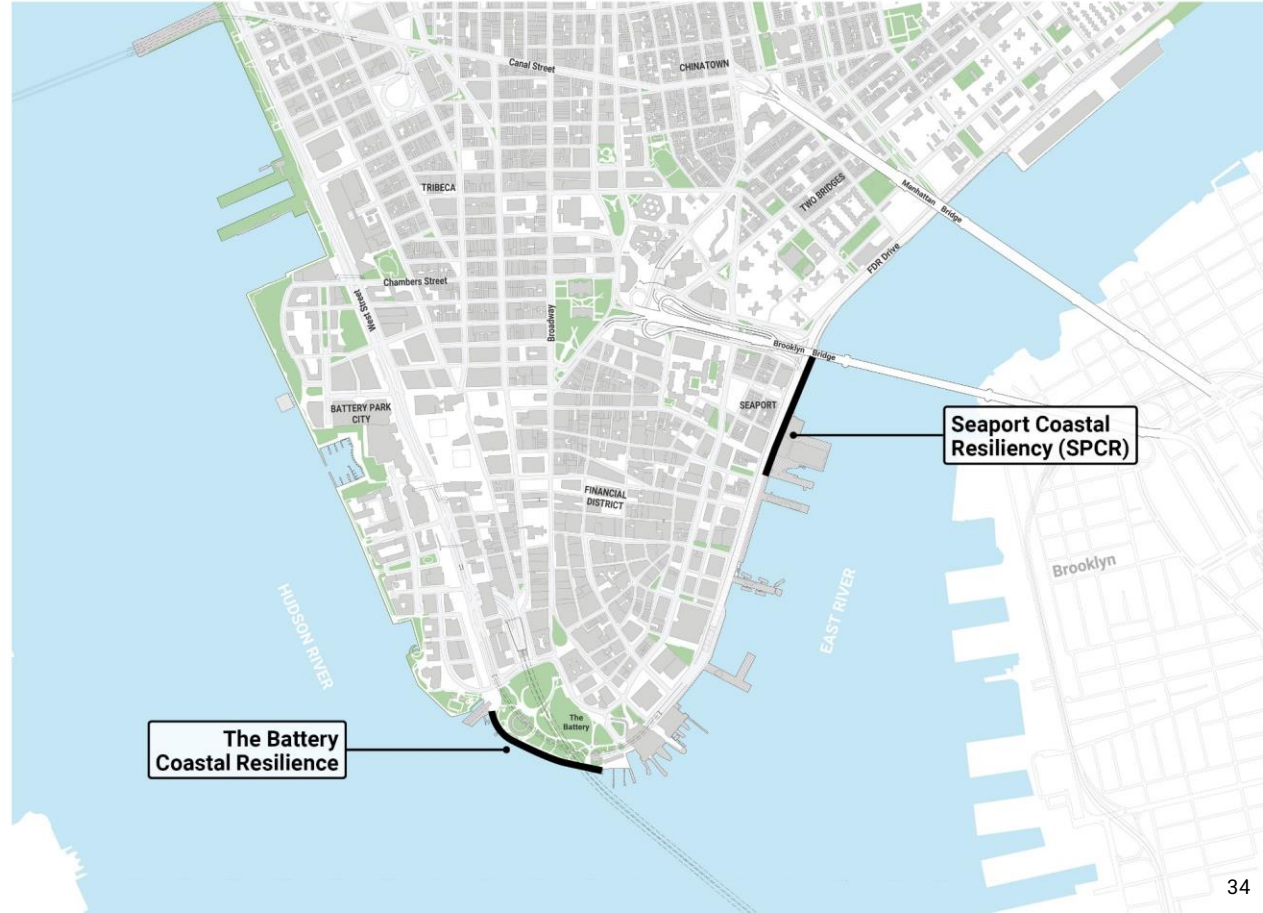 Canal Street
CHINATOWN
TRIBECA
TWO BRIDGES
Manhattan Bridge
FDR Drive
Chambers Street
West Street
Broadway
Brooklyn Bridge
BATTERY PARK
CITY
SEAPORT
Seaport Coastal
Resiliency (SPCR)
FINANCIAL
DISTRICT
Brooklyn
HUDSON RIVER
EAST RIVER
The
Battery
The Battery
Coastal Resilience
34